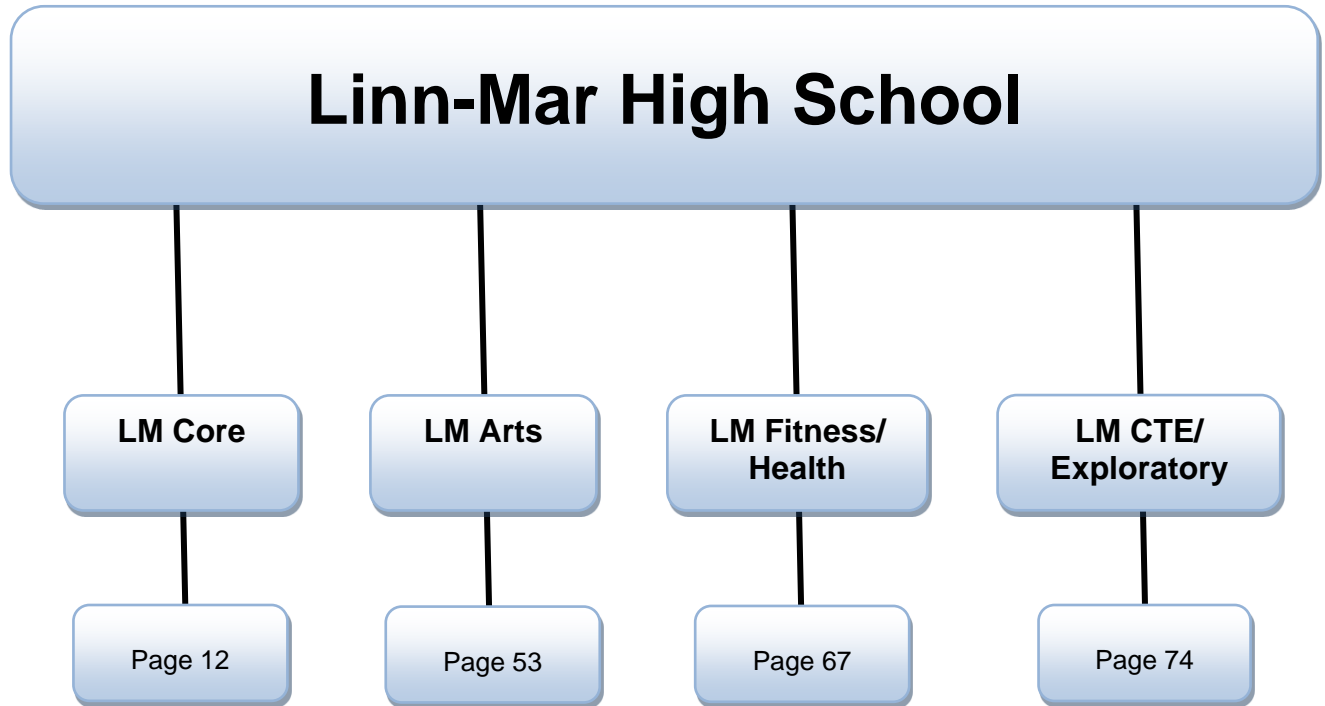 Linn-Mar High School
LM Core
LM Arts
LM Fitness/
Health
LM CTE/
Exploratory
Page 12
Page 53
Page 67
Page 74